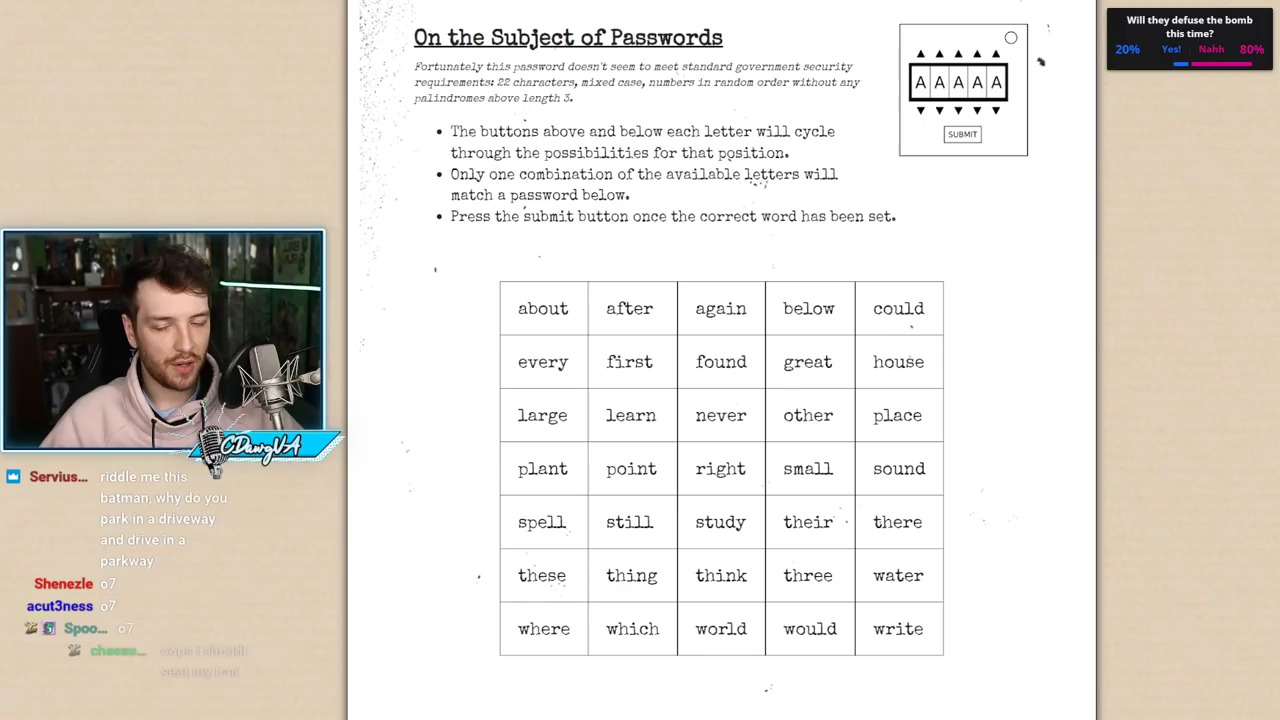 On the Subject of Passwords
Fortunately this password doesn't seem to meet standard government security
requirements: 22 characters, mixed case, numbers in random order without any
palindromes above length 3.
• The buttons above and below each letter will cycle
through the possibilities for that position.
• Only one combination of the available letters will
match a password below.
• Press the submit button once the correct word has been set.
A A A A A
SUBMIT
about after again below could
every first found great house
large learn never other place
plant point right small sound
spell still study their there
these thing think three water
where which world would write
Will they defuse the bomb
this time?
20% Yes! Nahh 80%
CDawgVA
Servius... riddle me this
batman, why do you
park in a driveway
and drive in a
parkway
Shenezle o7
acut3ness o7
Spoo... o7